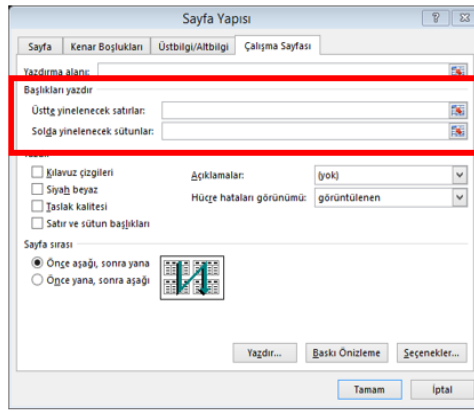 Sayfa Yapısı
Sayfa Kenar Boşlukları Üstbilgi/Altbilgi Çalışma Sayfası
Yazdırma alanı:
Başlıkları yazdır
Üstte yinelenecek satırlar:
Solda yinelenecek sütunlar:
Kılavuz çizgileri Açıklamalar: (yok)
Siyah beyaz
Hücre hataları görünümü: görüntülenen
Taslak kalitesi
Satır ve sütun başlıkları
Sayfa sırası
Önce aşağı, sonra yana
Önce yana, sonra aşağı
Yazdır... Baskı Önizleme Seçenekler...
Tamam İptal